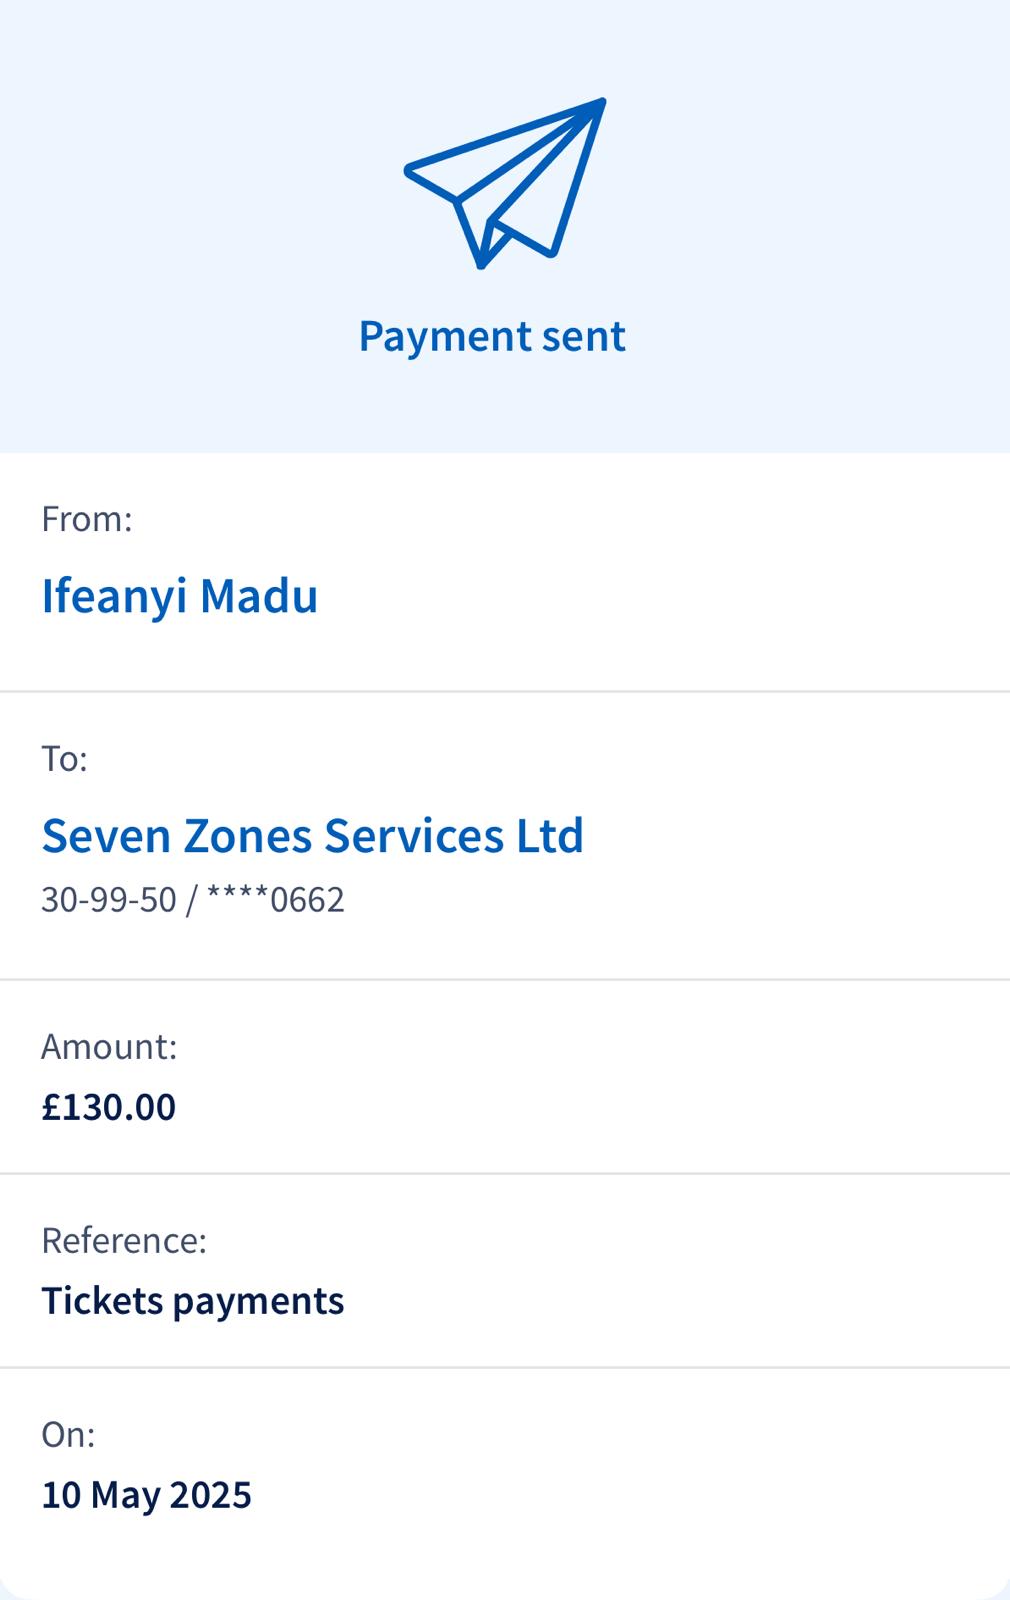 Payment sent
From:
Ifeanyi Madu
To:
Seven Zones Services Ltd
30-99-50 / ****0662
Amount:
£130.00
Reference:
Tickets payments
On:
10 May 2025